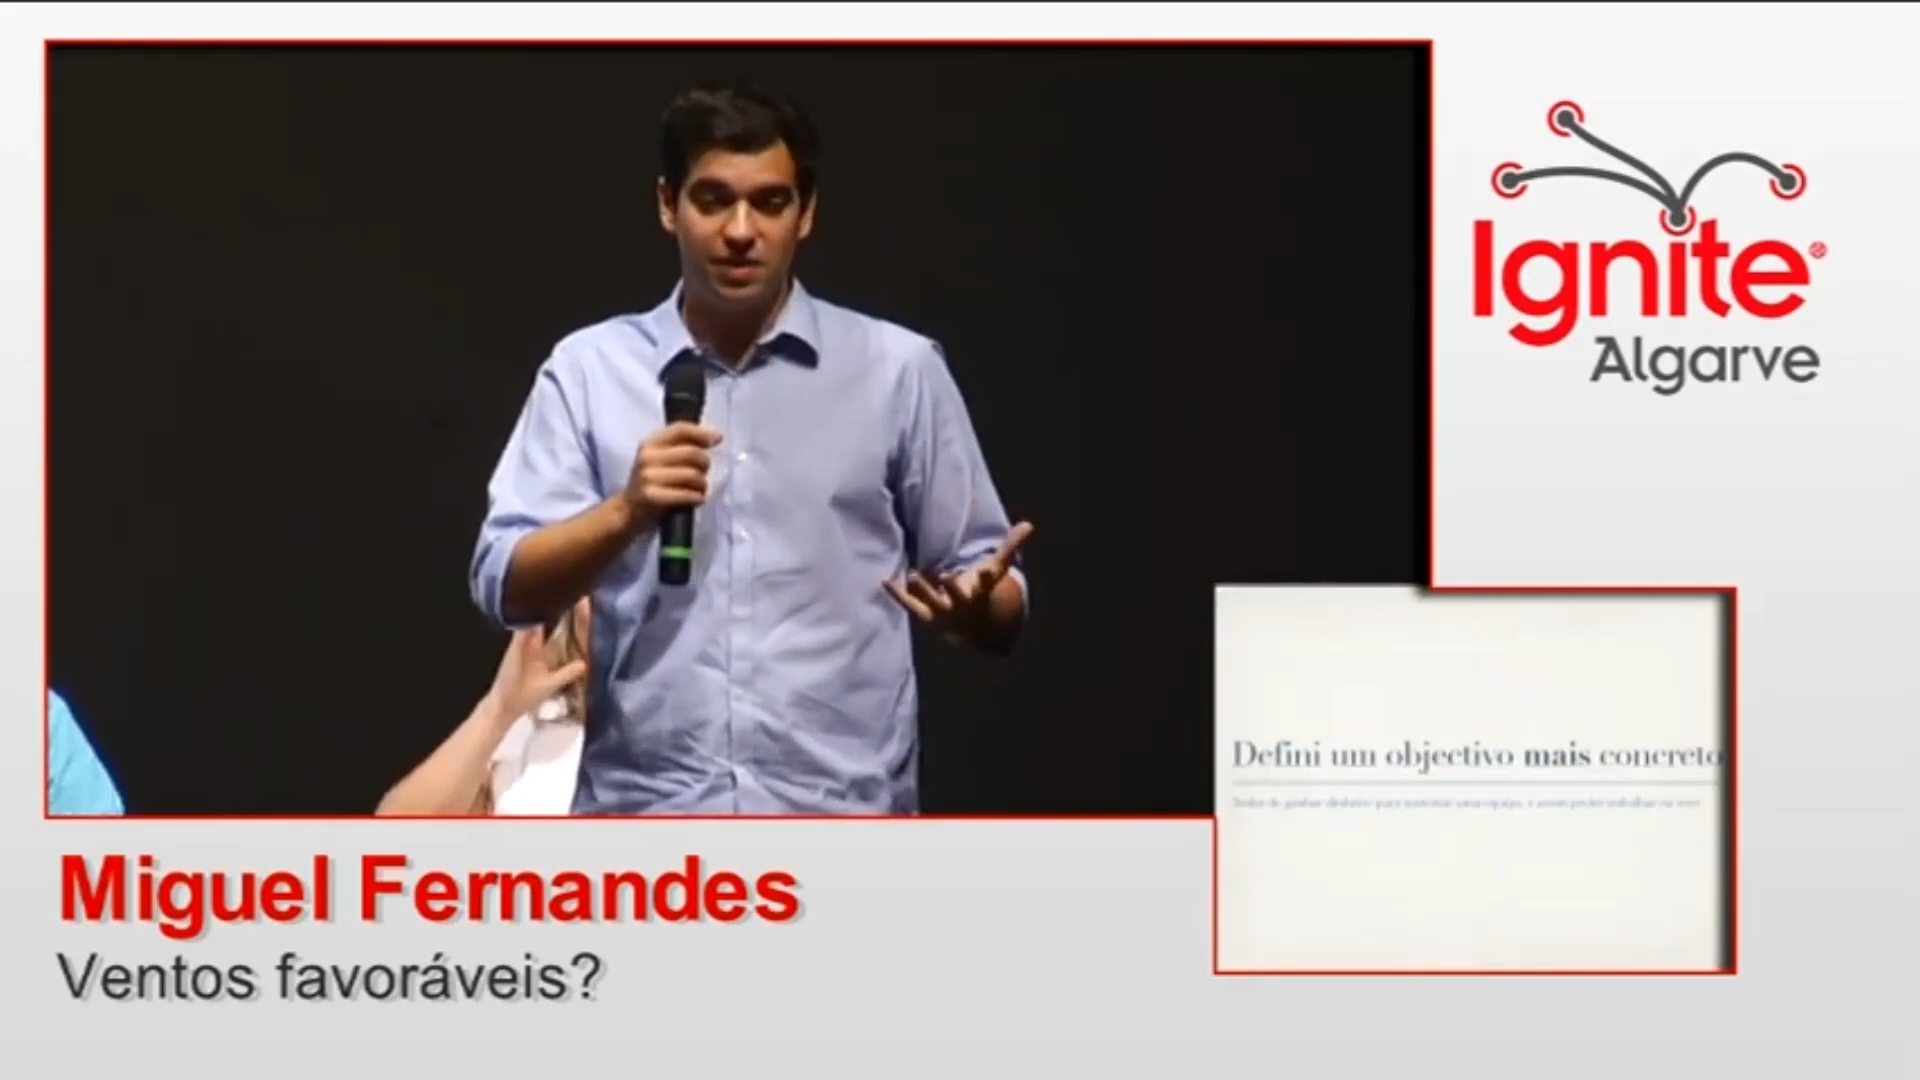 Ignite
Algarve
Defini um objectivo mais concreto
Miguel Fernandes
Ventos favoráveis?